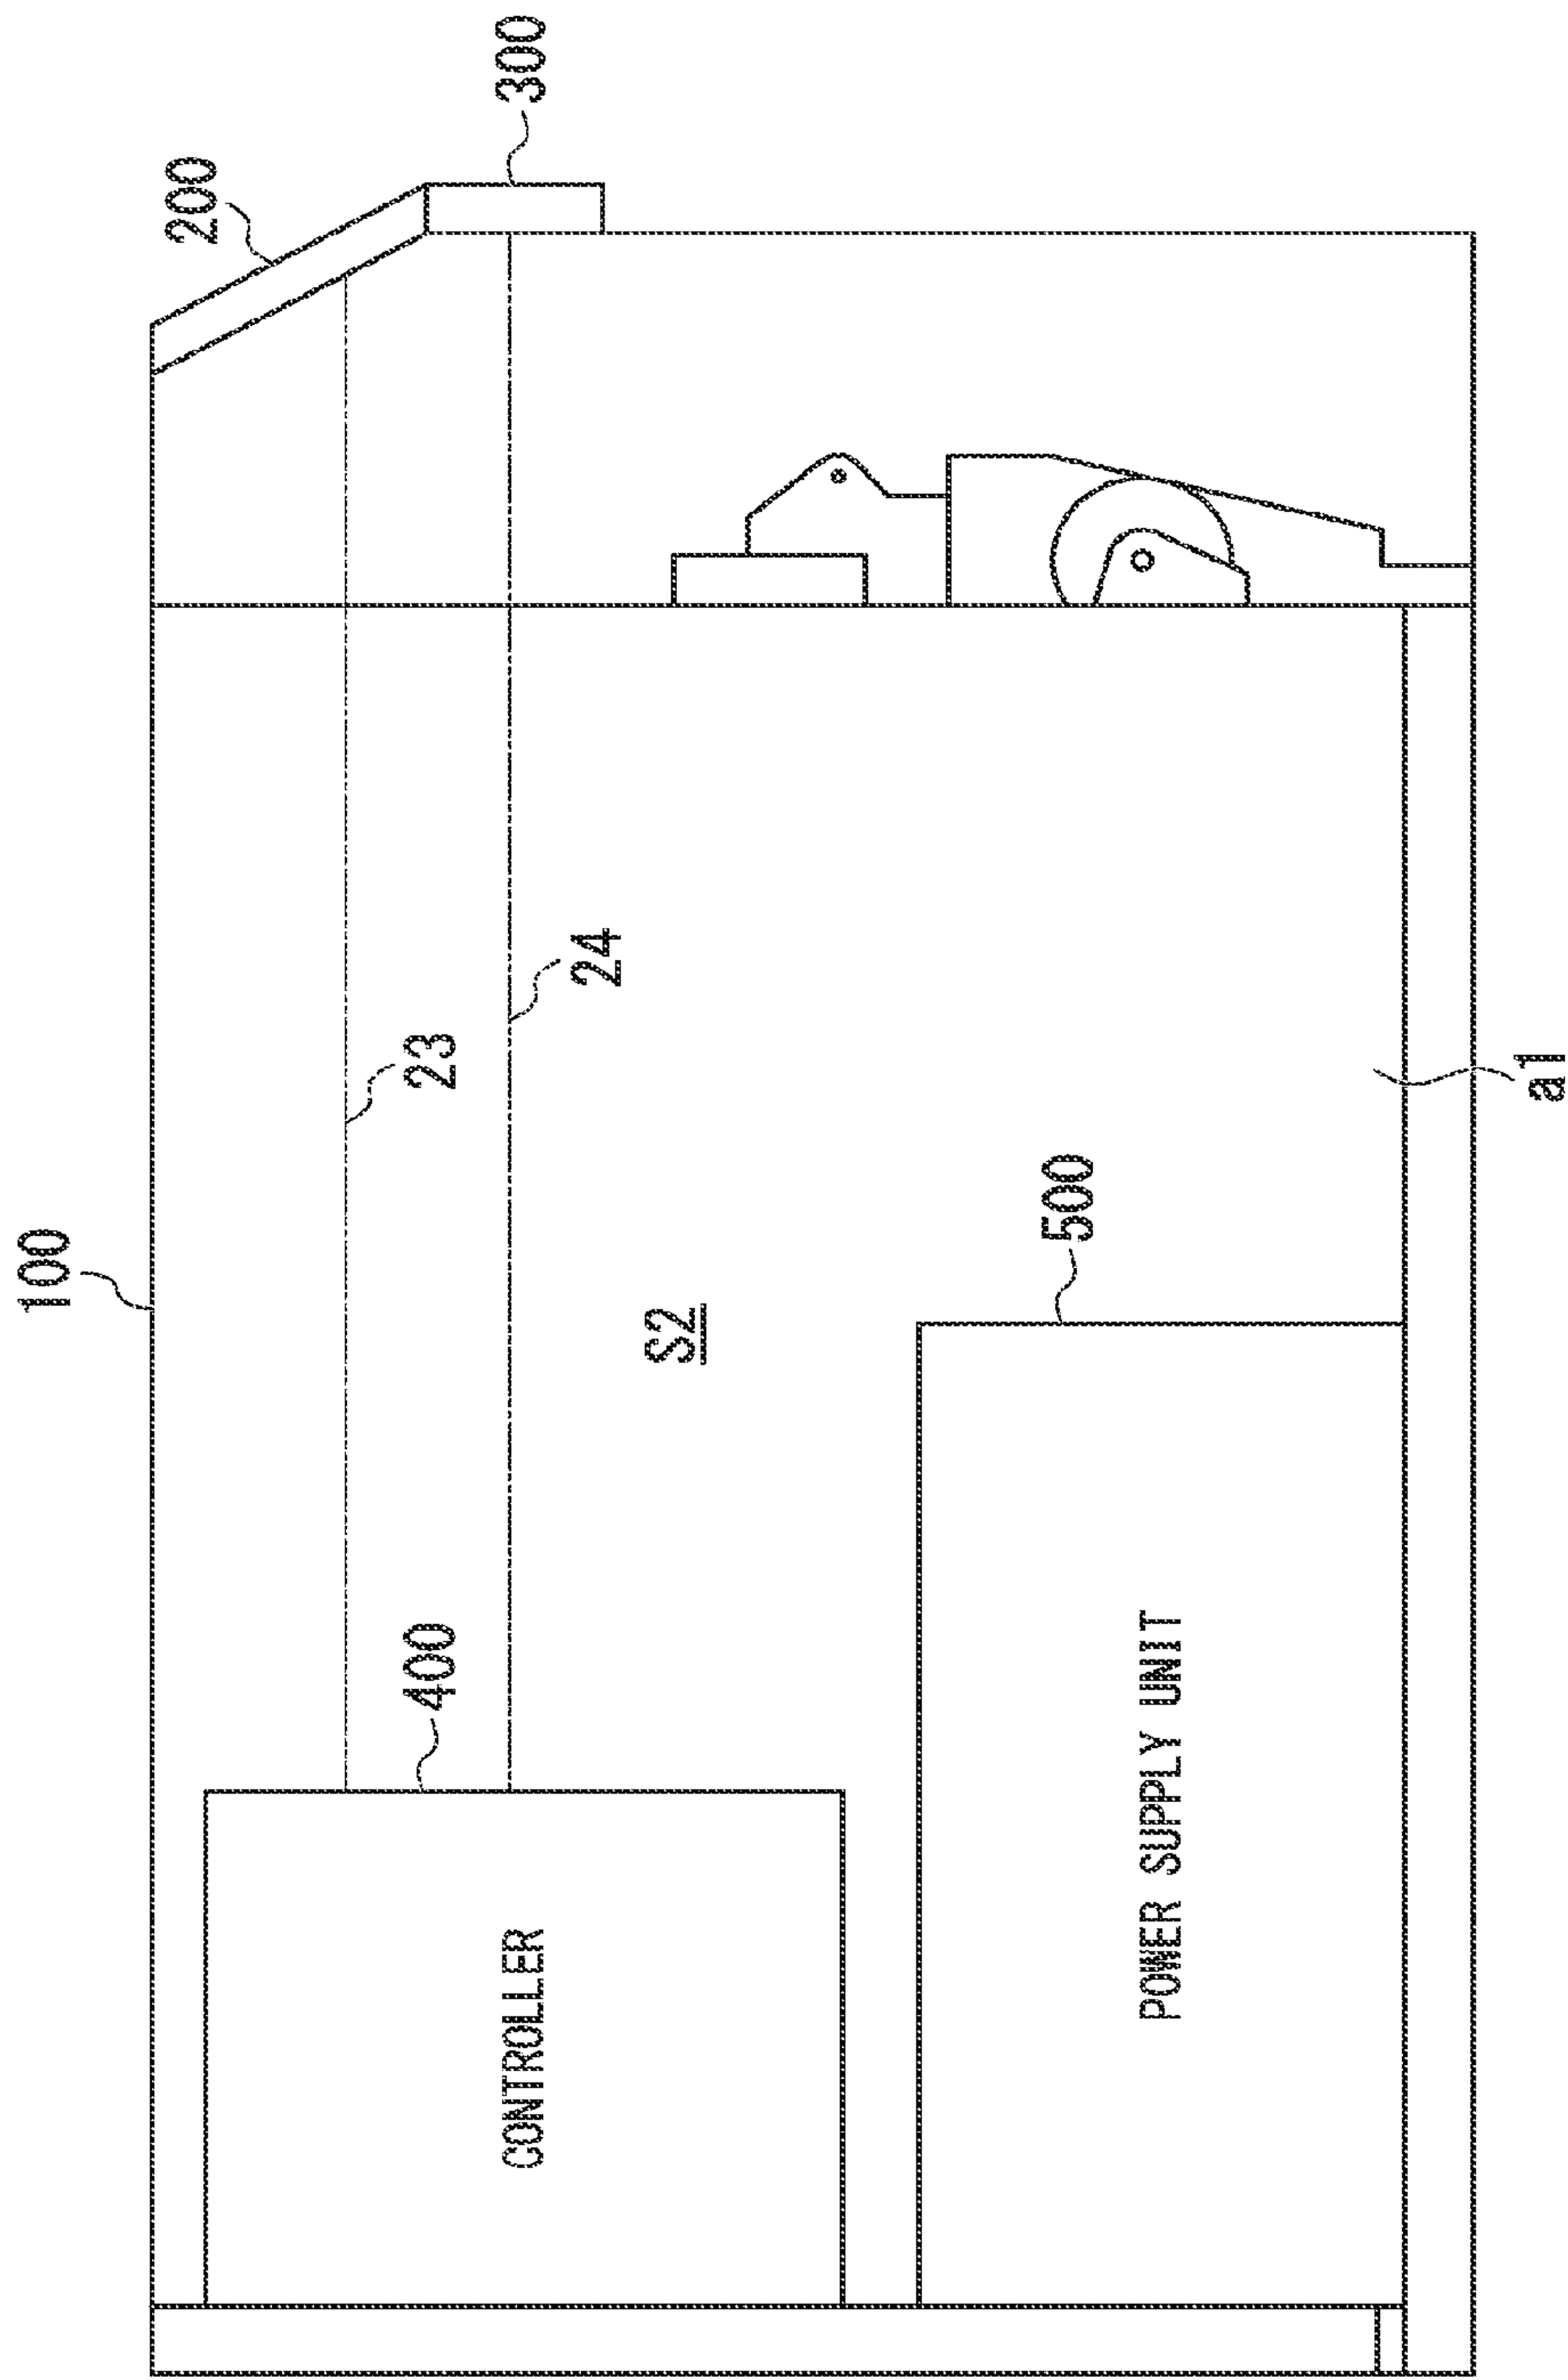 100
200
300
23
24
400
S2
500
CONTROLLER
POWER SUPPLY UNIT
a1